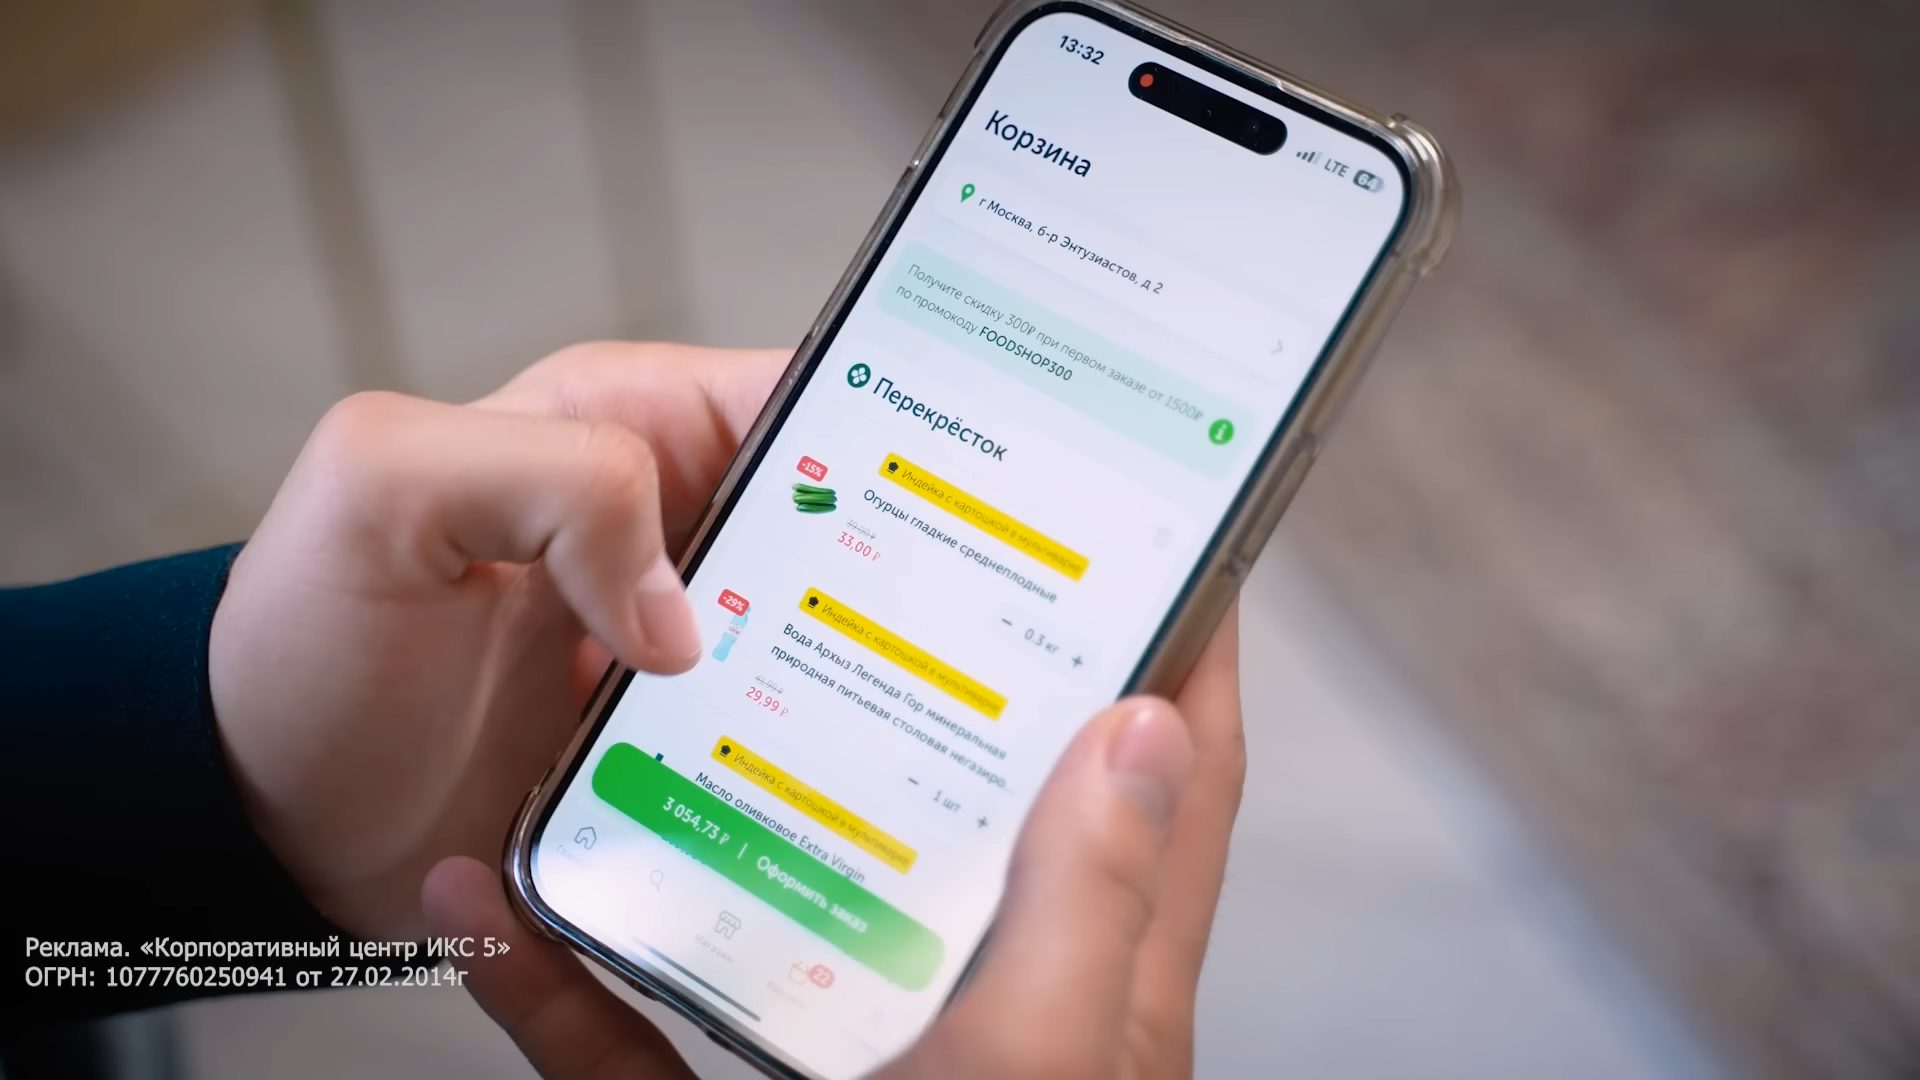 13:32
LTE 64
Корзина
г Москва, б-р Энтузиастов, д 2
Получите скидку 300₽ при первом заказе от 1500₽
по промокоду FOODSHOP300
Перекрёсток
-15%
Индейка с картошкой в мультиварке
Огурцы гладкие среднеплодные
33,00 ₽
0.3 кг
-29%
Индейка с картошкой в мультиварке
Вода Архыз Легенда Гор минеральная
природная питьевая столовая негазиро...
29,99 ₽
1 шт
Индейка с картошкой в мультиварке
Масло оливковое Extra Virgin
3 054,73 ₽ | Оформить заказ
Магазин
22
Реклама. «Корпоративный центр ИКС 5»
ОГРН: 1077760250941 от 27.02.2014г